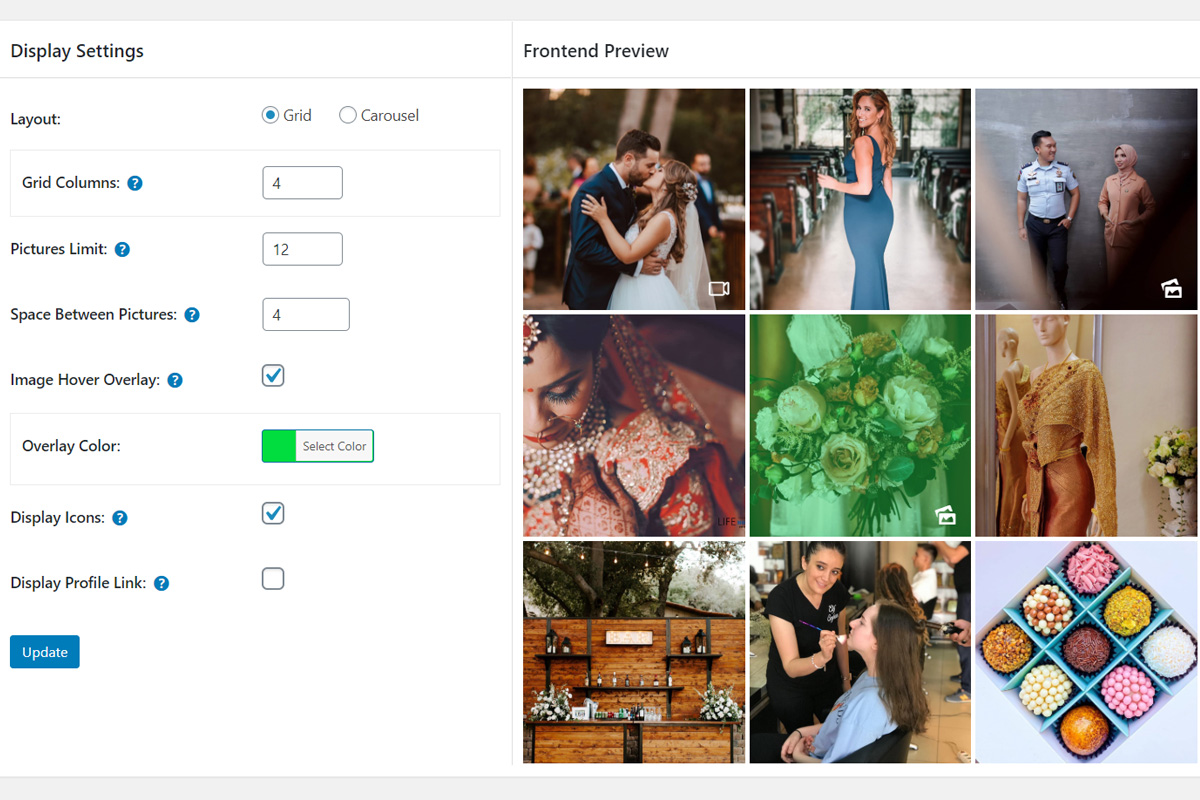 Display Settings
Layout:
Grid
Carousel
Grid Columns: ?
4
Pictures Limit: ?
12
Space Between Pictures: ?
4
Image Hover Overlay: ?
Overlay Color:
Select Color
Display Icons: ?
Display Profile Link: ?
Update
Frontend Preview
LIFE